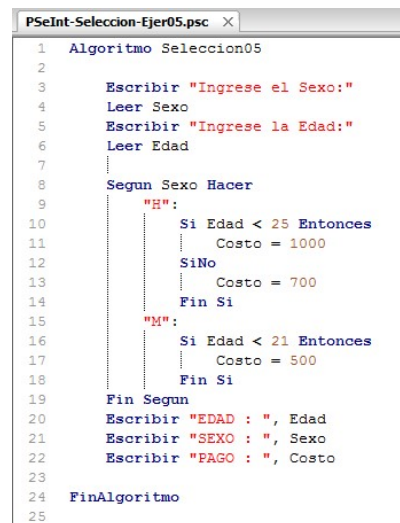 PSeInt-Seleccion-Ejer05.psc ×
1 Algoritmo Seleccion05
2
3 Escribir "Ingrese el Sexo:"
4 Leer Sexo
5 Escribir "Ingrese la Edad:"
6 Leer Edad
7
8 Segun Sexo Hacer
9 "H":
10 Si Edad < 25 Entonces
11 Costo = 1000
12 SiNo
13 Costo = 700
14 Fin Si
15 "M":
16 Si Edad < 21 Entonces
17 Costo = 500
18 Fin Si
19 Fin Segun
20 Escribir "EDAD : ", Edad
21 Escribir "SEXO : ", Sexo
22 Escribir "PAGO : ", Costo
23
24 FinAlgoritmo
25